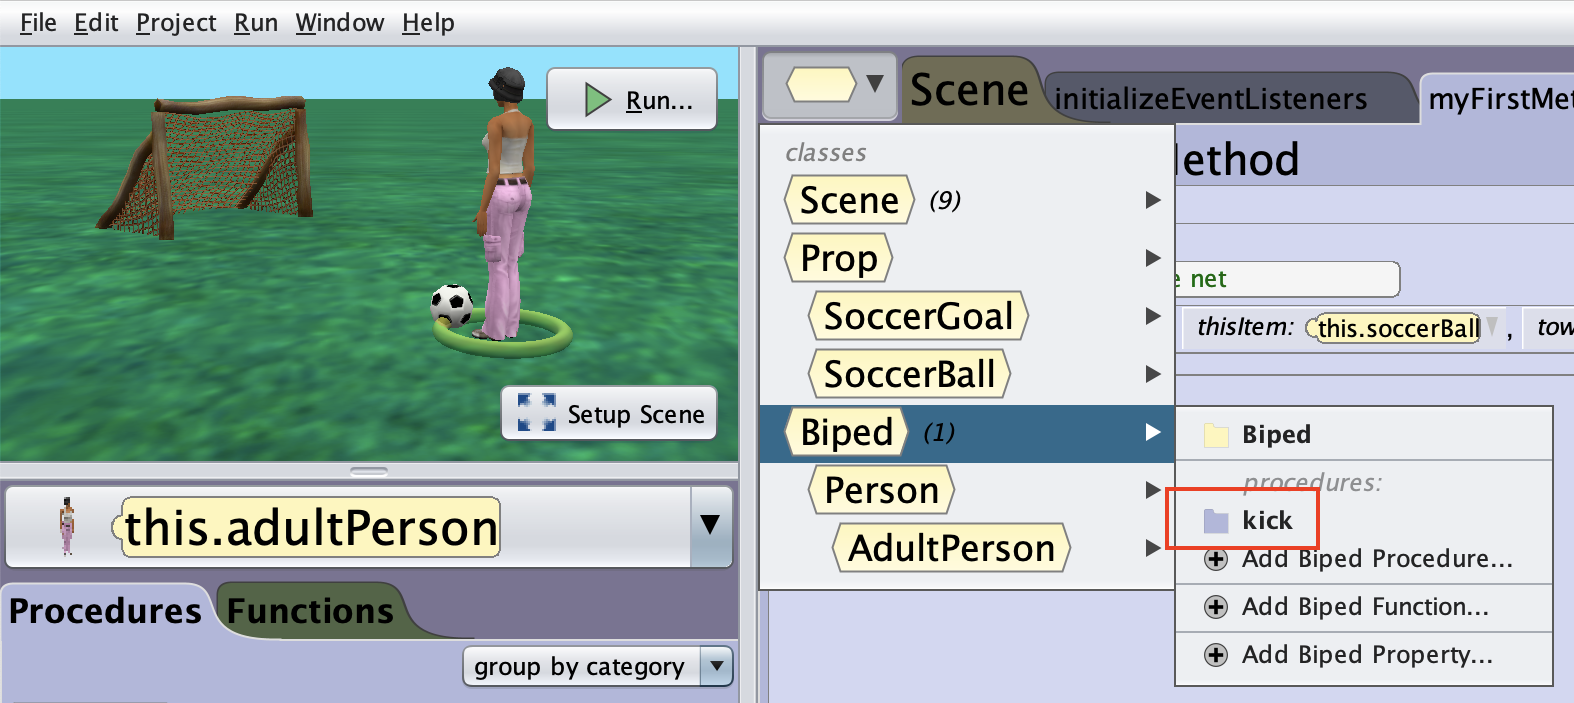 File Edit Project Run Window Help
Run...
Setup Scene
this.adultPerson
Procedures Functions
group by category
Scene initializeEventListeners myFirstMet
classes
ethod
Scene (9)
Prop
net
SoccerGoal
thisItem: this.soccerBall , tow
SoccerBall
Biped (1)
Person
AdultPerson
Biped
procedures:
kick
Add Biped Procedure...
Add Biped Function...
Add Biped Property...